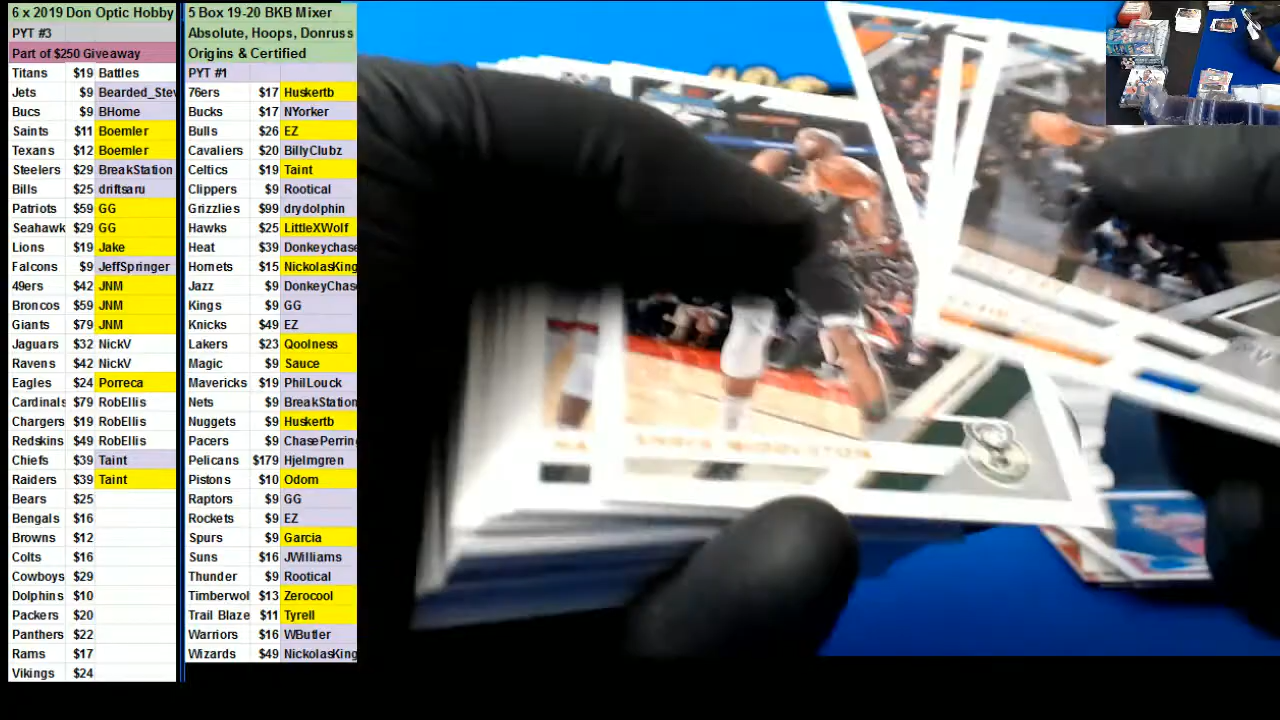 6 x 2019 Don Optic Hobby
PYT #3
Part of $250 Giveaway
Titans $19 Battles
Jets $9 Bearded_Stev
Bucs $9 BHome
Saints $11 Boemler
Texans $12 Boemler
Steelers $29 BreakStation
Bills $25 driftsaru
Patriots $59 GG
Seahawk $29 GG
Lions $19 Jake
Falcons $9 JeffSpringer
49ers $42 JNM
Broncos $59 JNM
Giants $79 JNM
Jaguars $32 NickV
Ravens $42 NickV
Eagles $24 Porreca
Cardinals $79 RobEllis
Chargers $19 RobEllis
Redskins $49 RobEllis
Chiefs $39 Taint
Raiders $39 Taint
Bears $25
Bengals $16
Browns $12
Colts $16
Cowboys $29
Dolphins $10
Packers $20
Panthers $22
Rams $17
Vikings $24
5 Box 19-20 BKB Mixer
Absolute, Hoops, Donruss
Origins & Certified
PYT #1
76ers $17 Huskertb
Bucks $17 NYorker
Bulls $26 EZ
Cavaliers $20 BillyClubz
Celtics $19 Taint
Clippers $9 Rootical
Grizzlies $99 drydolphin
Hawks $25 LittleXWolf
Heat $39 Donkeychase
Hornets $15 NickolasKing
Jazz $9 DonkeyChase
Kings $9 GG
Knicks $49 EZ
Lakers $23 Qoolness
Magic $9 Sauce
Mavericks $19 PhilLouck
Nets $9 BreakStation
Nuggets $9 Huskertb
Pacers $9 ChasePerrin
Pelicans $179 Hjelmgren
Pistons $10 Odom
Raptors $9 GG
Rockets $9 EZ
Spurs $9 Garcia
Suns $16 JWilliams
Thunder $9 Rootical
Timberwol $13 Zerocool
Trail Blaze $11 Tyrell
Warriors $16 WButler
Wizards $49 NickolasKing
KHRIS MIDDLETON